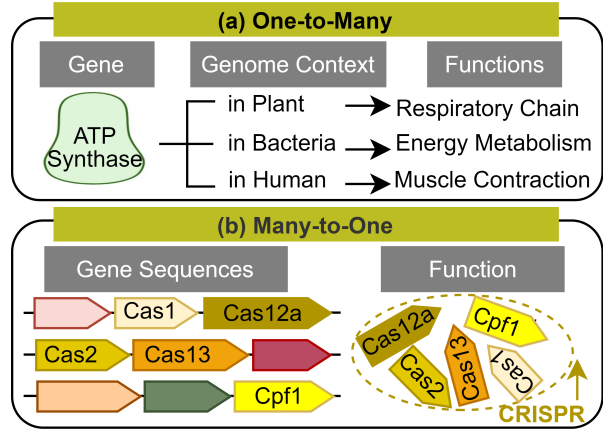 (a) One-to-Many
Gene
Genome Context
Functions
ATP
Synthase
in Plant
Respiratory Chain
in Bacteria
Energy Metabolism
in Human
Muscle Contraction
(b) Many-to-One
Gene Sequences
Function
Cas1
Cas12a
Cas2
Cas13
Cpf1
Cas12a
Cpf1
Cas2
Cas13
Cas1
CRISPR